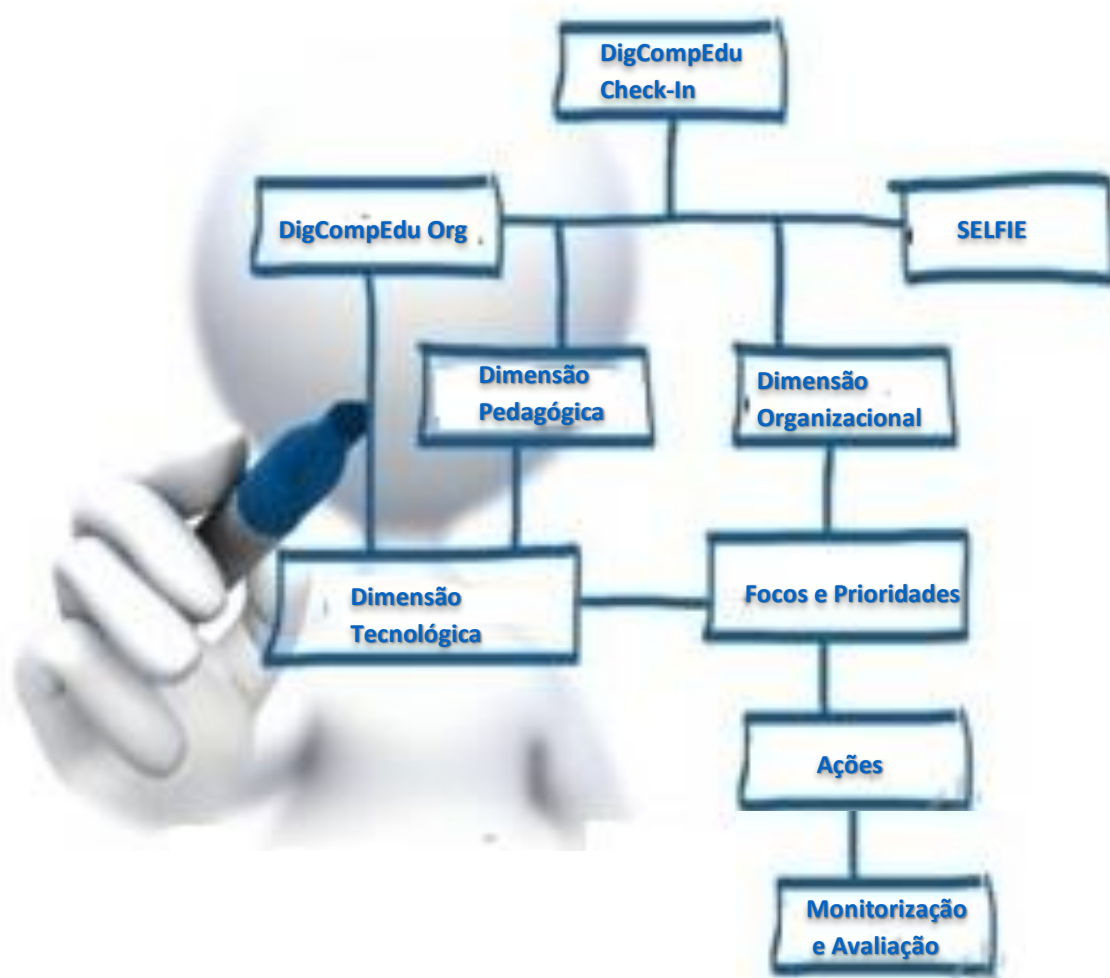 DigCompEdu
Check-In
DigCompEdu Org
SELFIE
Dimensão
Pedagógica
Dimensão
Organizacional
Dimensão
Tecnológica
Focos e Prioridades
Ações
Monitorização
e Avaliação